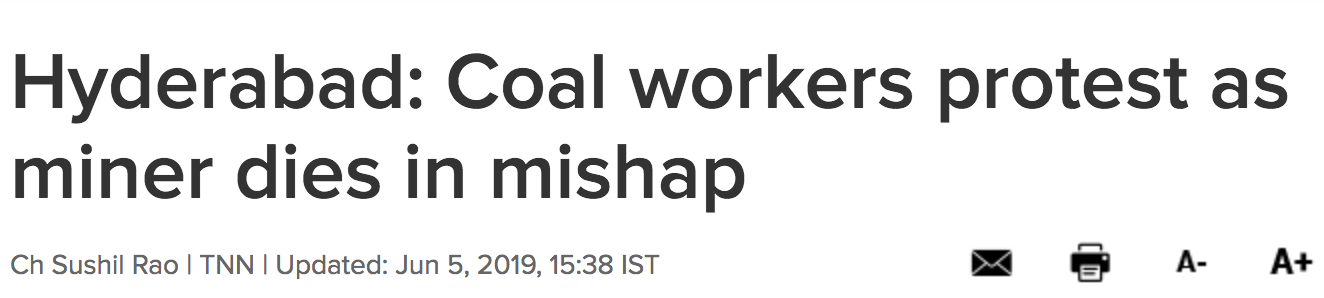 Hyderabad: Coal workers protest as
miner dies in mishap
Ch Sushil Rao | TNN | Updated: Jun 5, 2019, 15:38 IST
A- A+